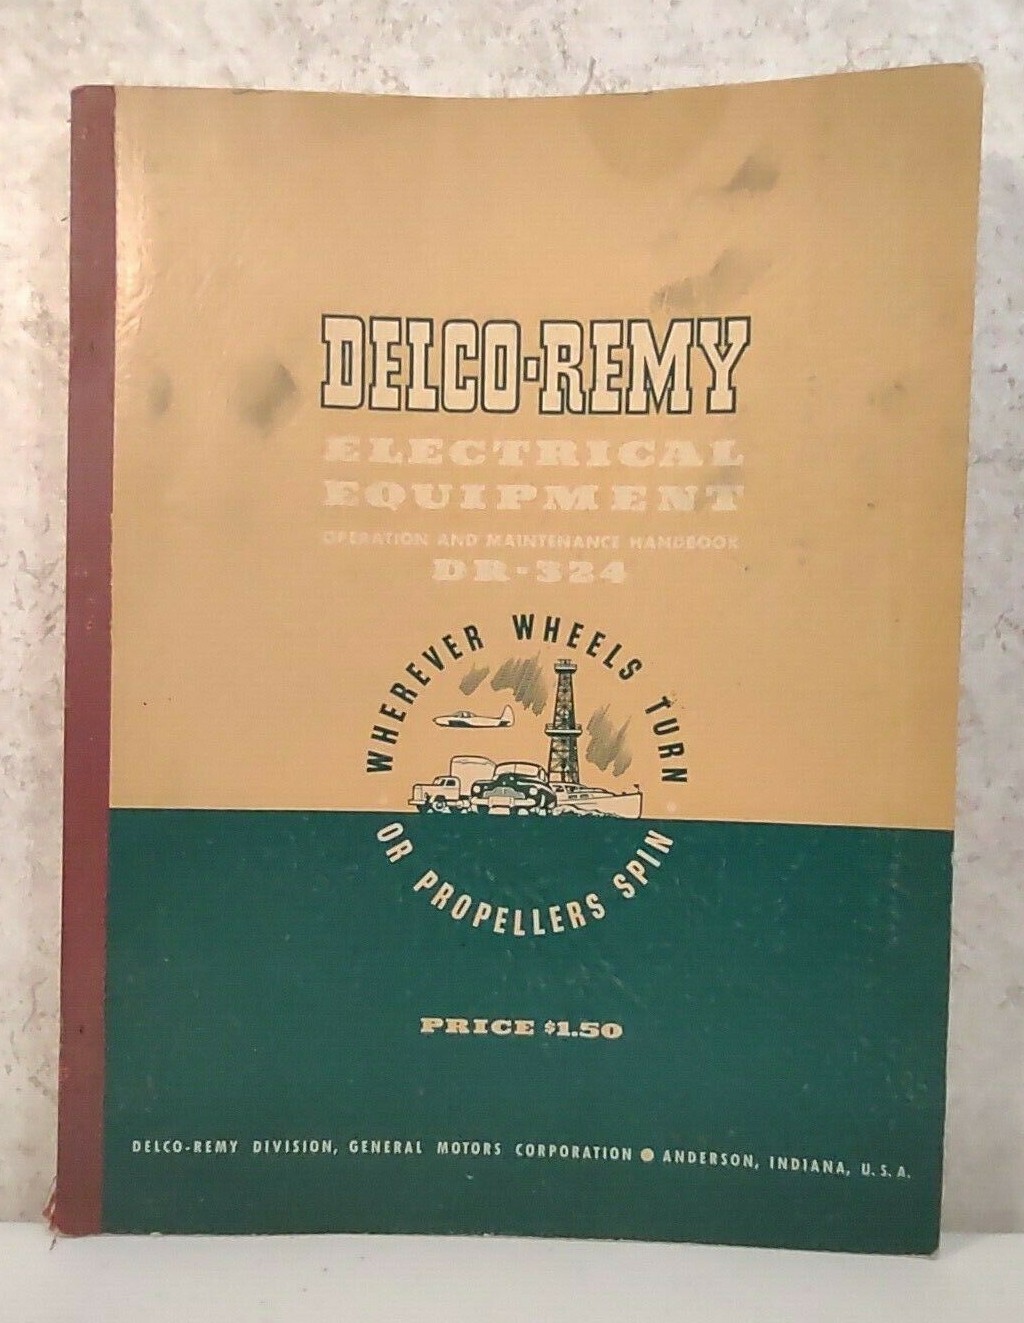 DELCO-REMY
ELECTRICAL
EQUIPMENT
OPERATION AND MAINTENANCE HANDBOOK
DR-324
WHEREVER WHEELS TURN
OR PROPELLERS SPIN
PRICE $1.50
DELCO-REMY DIVISION, GENERAL MOTORS CORPORATION ● ANDERSON, INDIANA, U.S.A.